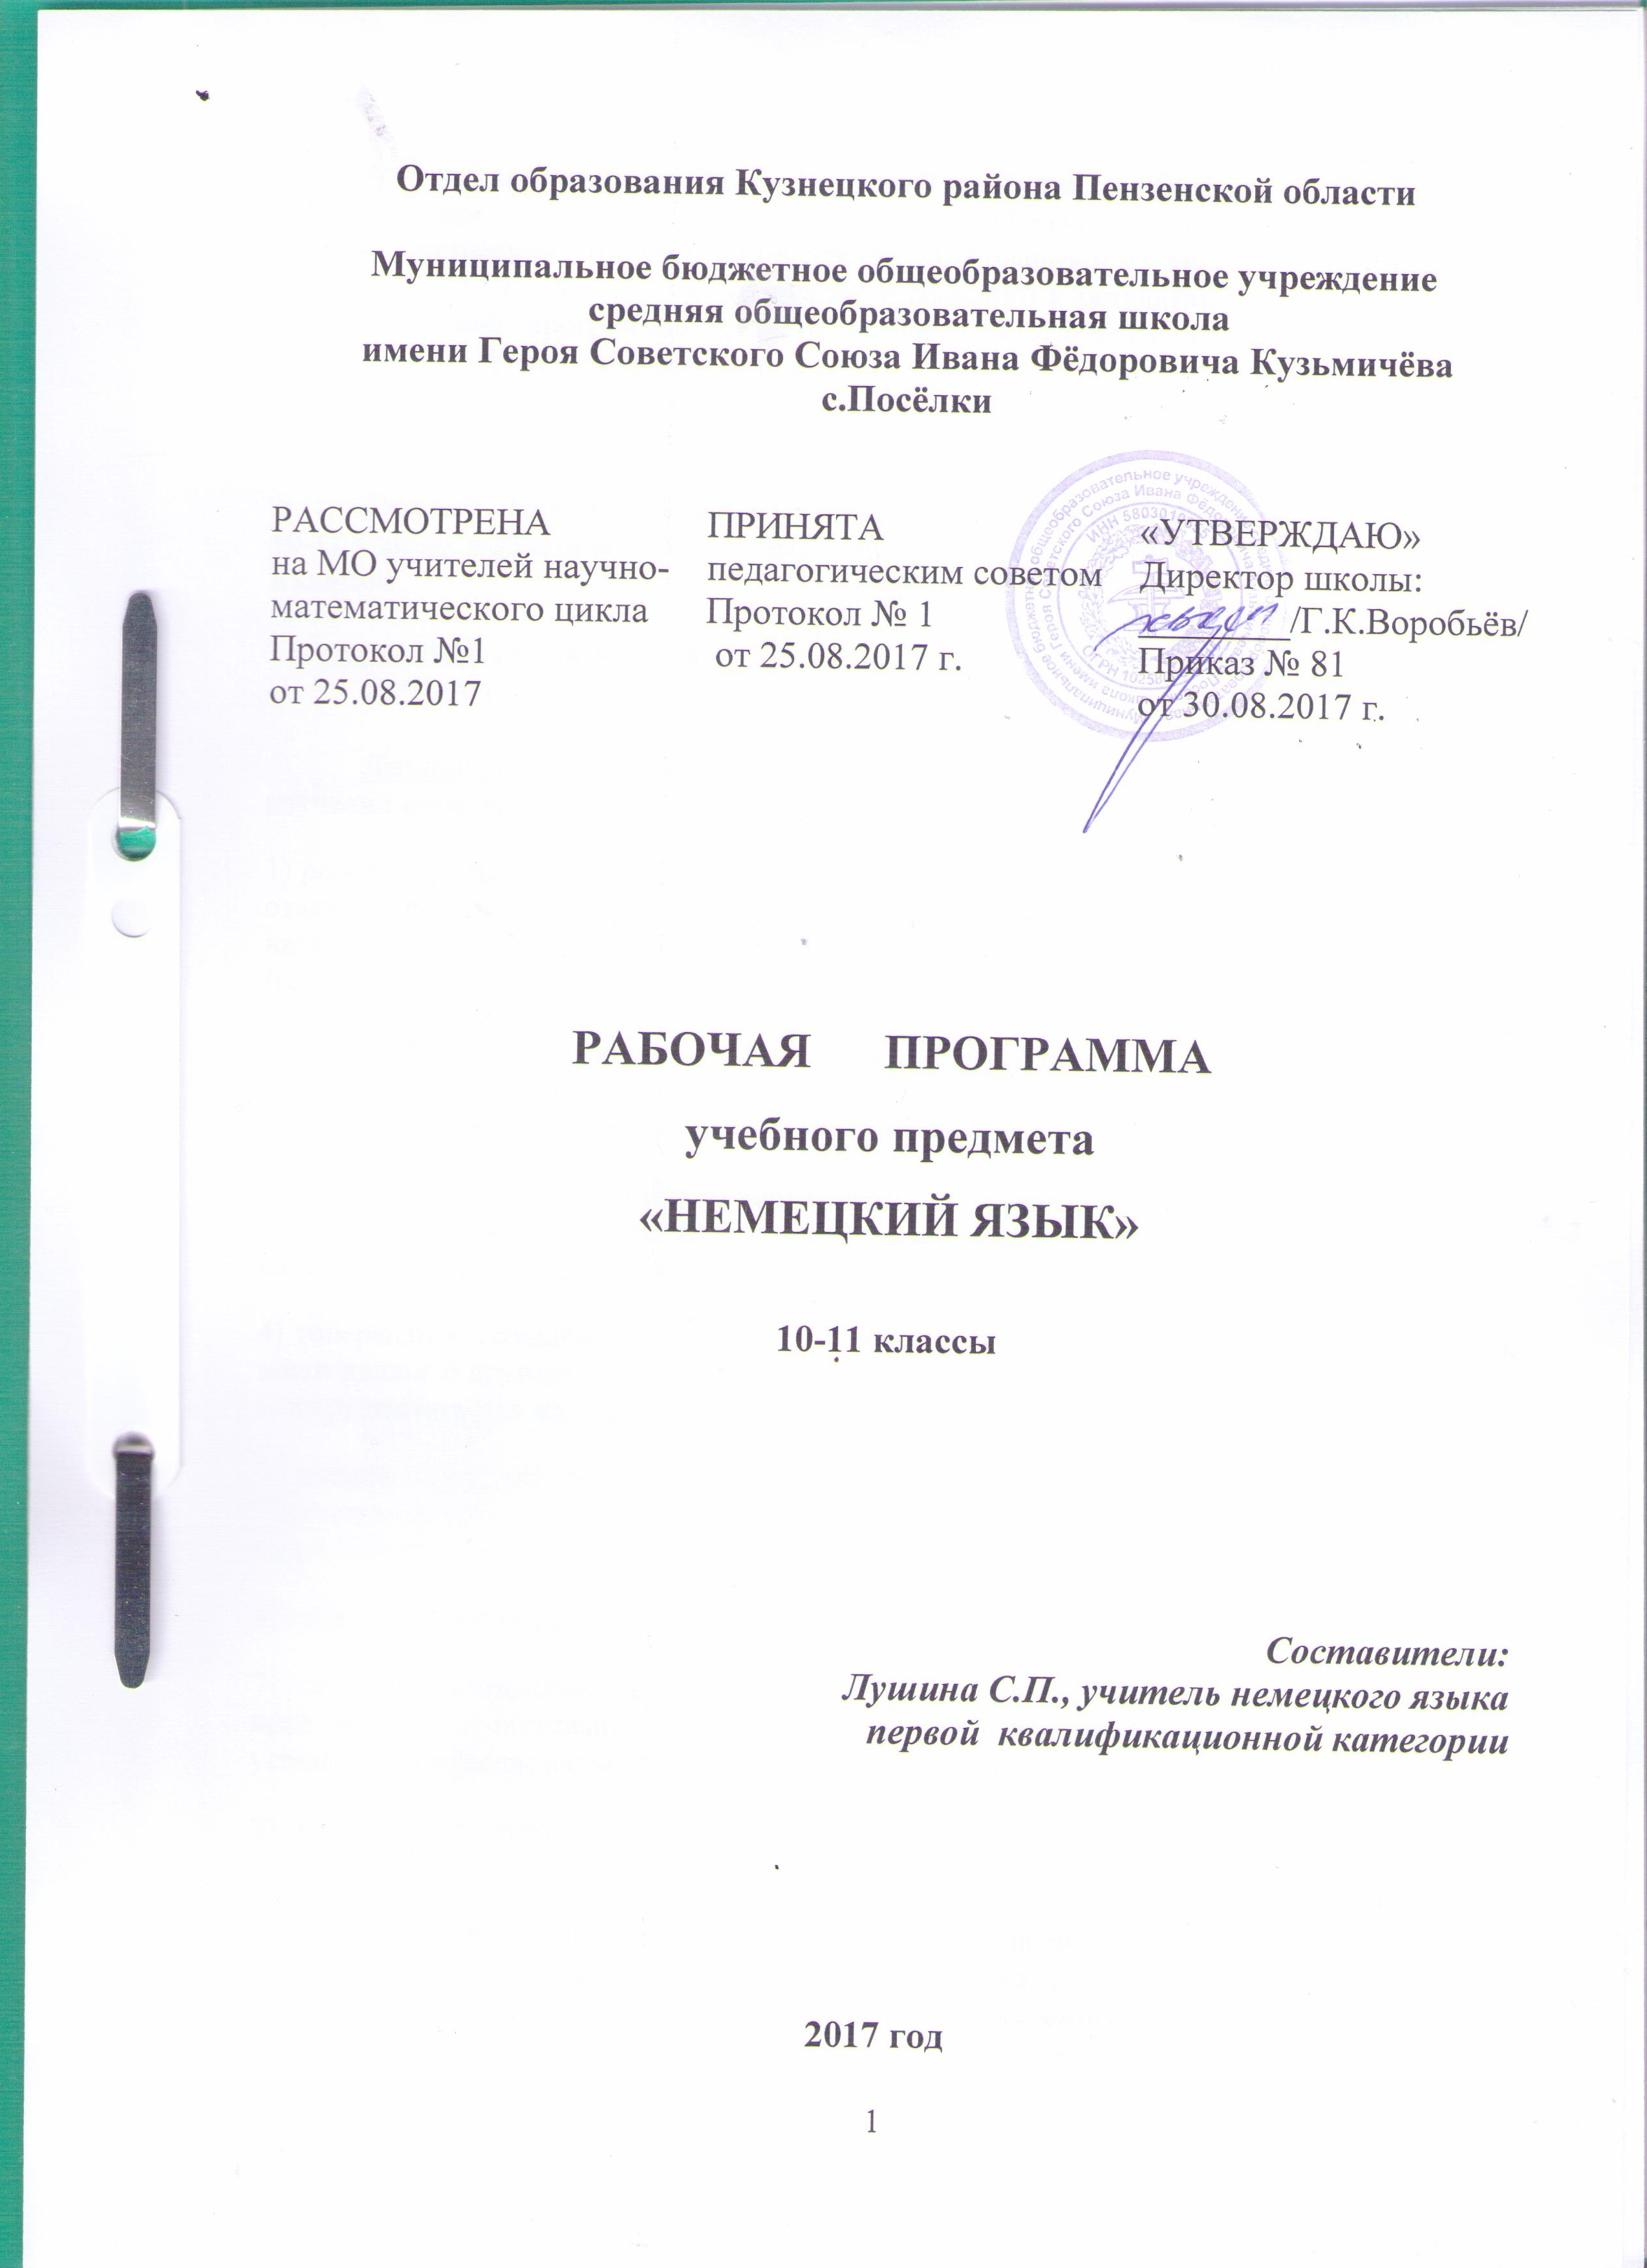 Отдел образования Кузнецкого района Пензенской области
Муниципальное бюджетное общеобразовательное учреждение
средняя общеобразовательная школа
имени Героя Советского Союза Ивана Фёдоровича Кузьмичёва
с.Посёлки
РАССМОТРЕНА
на МО учителей научно-
математического цикла
Протокол №1
от 25.08.2017
ПРИНЯТА
педагогическим советом
Протокол № 1
от 25.08.2017 г.
«УТВЕРЖДАЮ»
Директор школы:
/Г.К.Воробьёв/
Приказ № 81
от 30.08.2017 г.
РАБОЧАЯ ПРОГРАММА
учебного предмета
«НЕМЕЦКИЙ ЯЗЫК»
10-11 классы
Составители:
Лушина С.П., учитель немецкого языка
первой квалификационной категории
2017 год
1